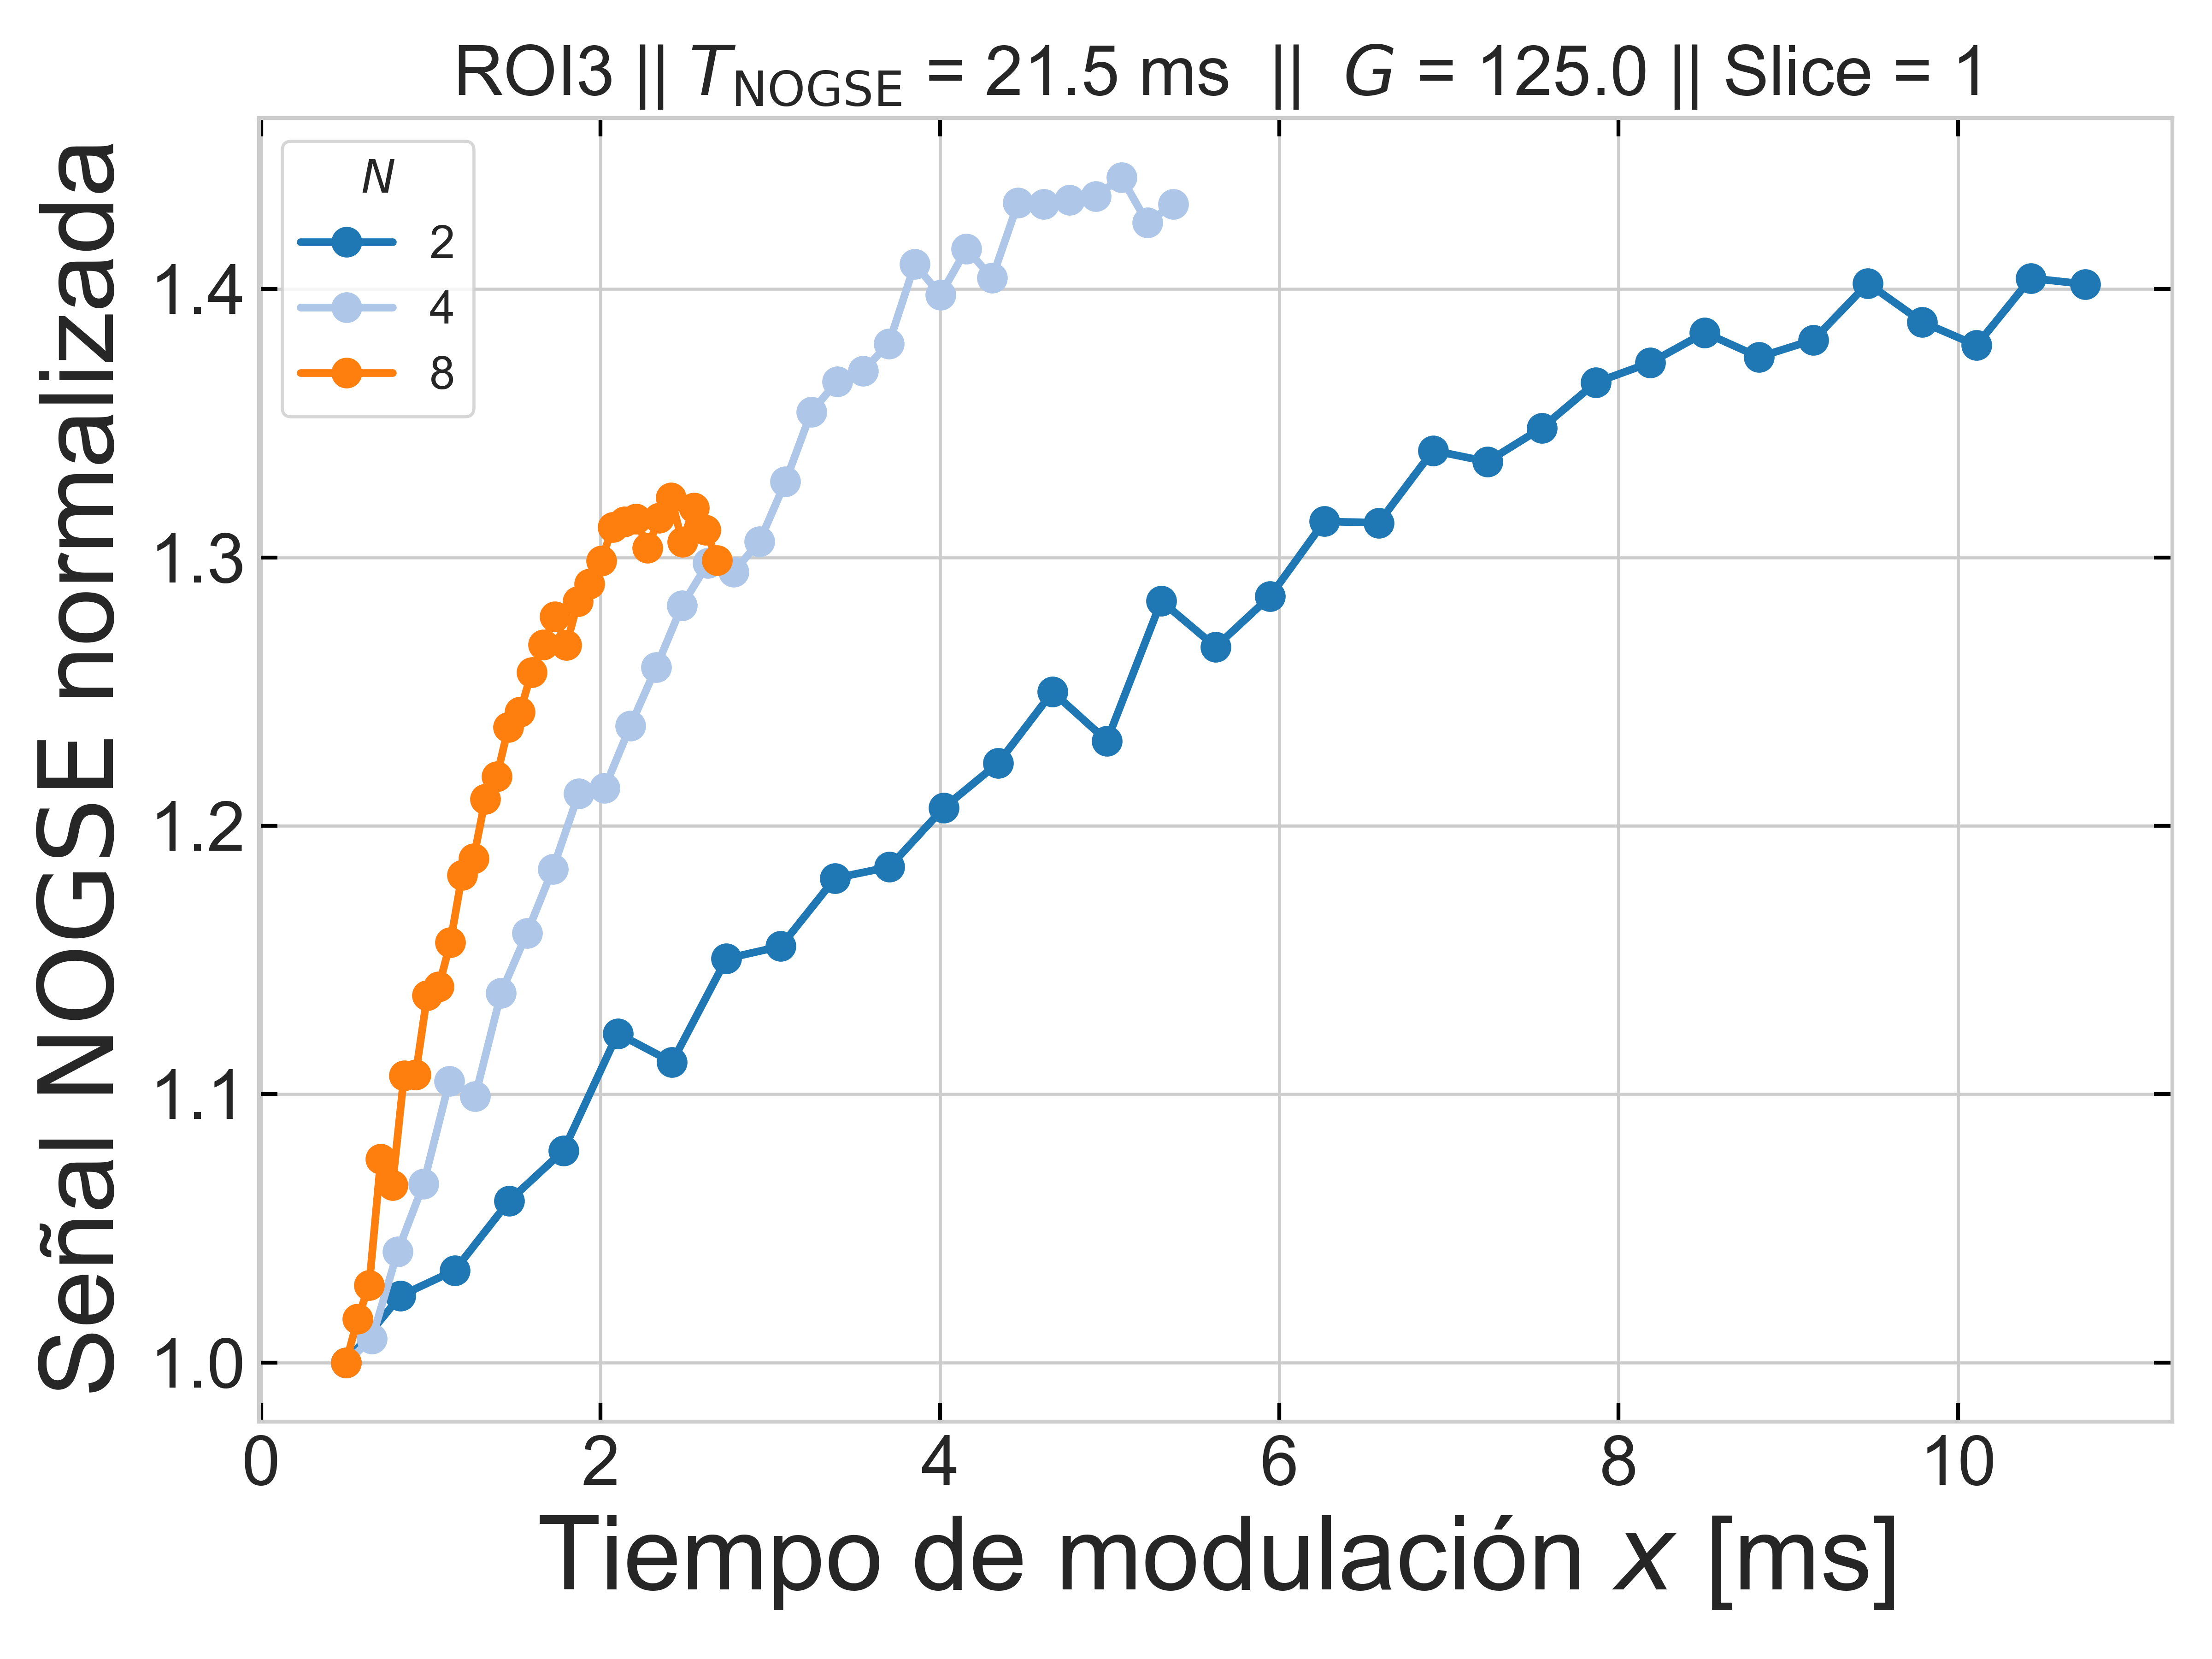 ROI3 || T_NOGSE = 21.5 ms || G = 125.0 || Slice = 1
Señal NOGSE normalizada
N
2
4
8
1.4
1.3
1.2
1.1
1.0
0 2 4 6 8 10
Tiempo de modulación x [ms]